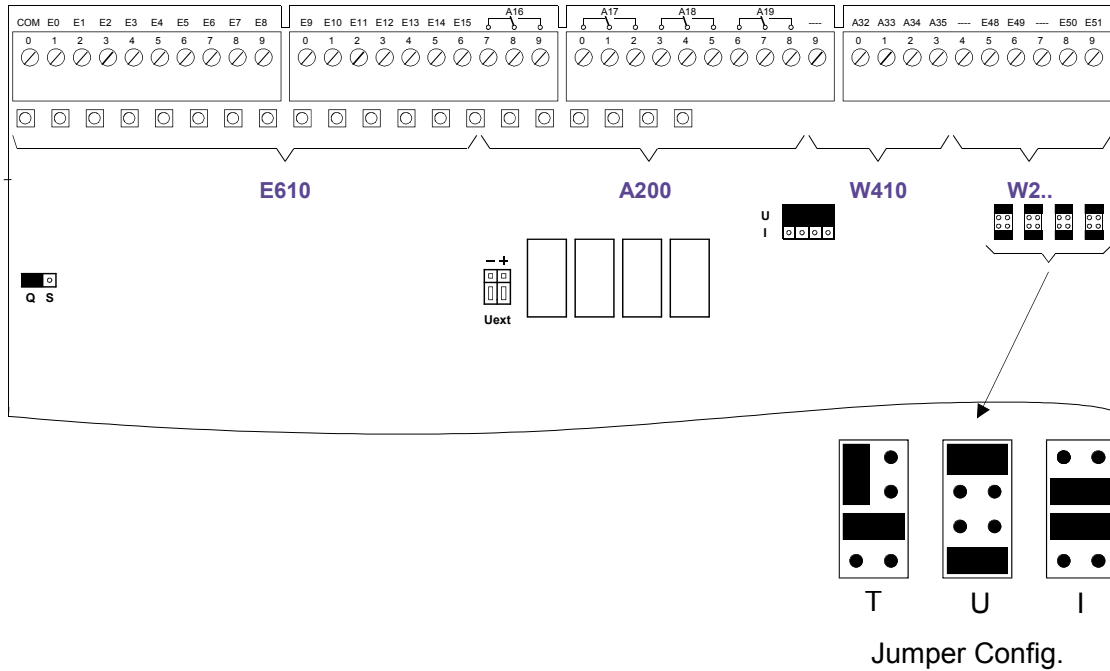 A16 A17 A18 A19
COM E0 E1 E2 E3 E4 E5 E6 E7 E8 E9 E10 E11 E12 E13 E14 E15 ---- A32 A33 A34 A35 ---- E48 E49 ---- E50 E51
0 1 2 3 4 5 6 7 8 9 0 1 2 3 4 5 6 7 8 9 0 1 2 3 4 5 6 7 8 9 0 1 2 3 4 5 6 7 8 9
E610 A200 W410 W2..
U
I
- +
Q S
Uext
T U I
Jumper Config.